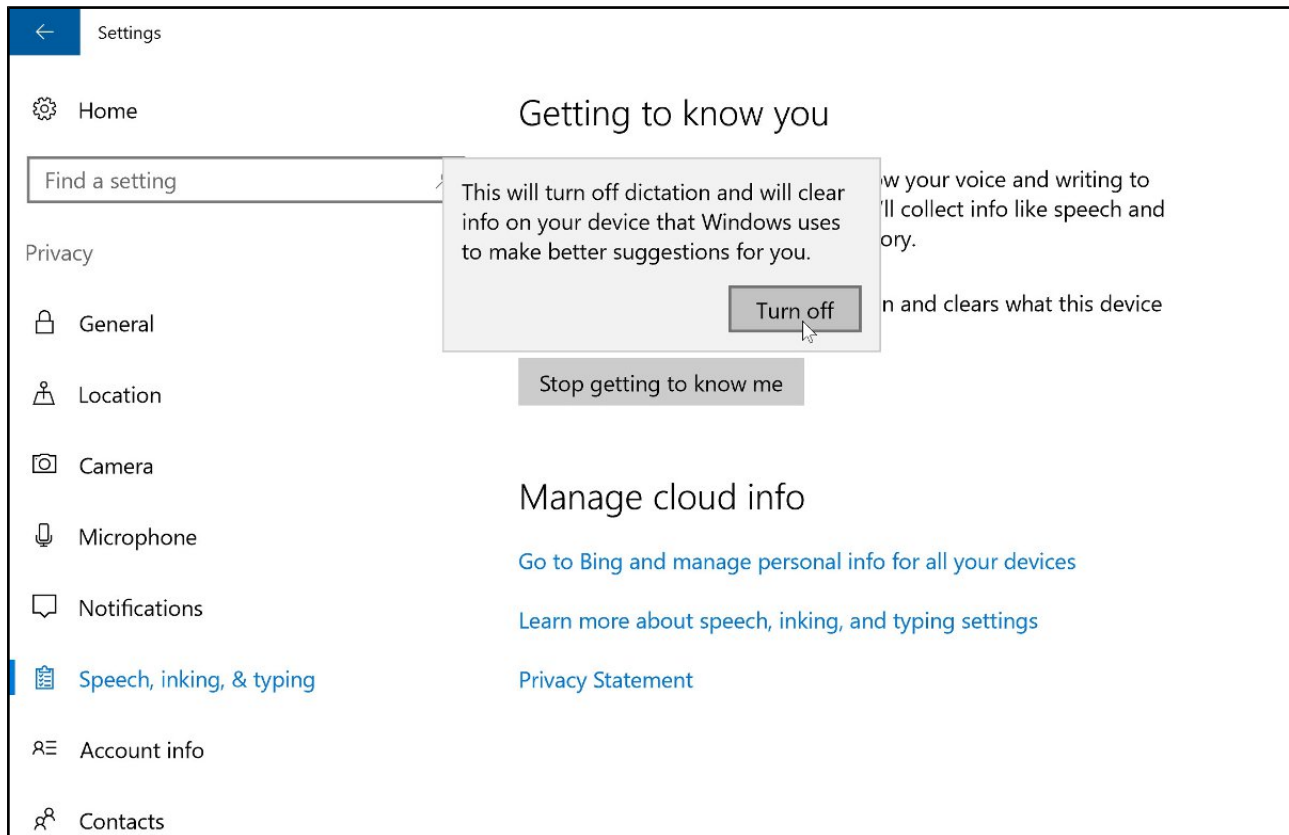 Settings
Home
Find a setting
Privacy
General
Location
Camera
Microphone
Notifications
Speech, inking, & typing
Account info
Contacts
Getting to know you
your voice and writing to
collect info like speech and
This will turn off dictation and will clear
info on your device that Windows uses
to make better suggestions for you.
Turn off
and clears what this device
Stop getting to know me
Manage cloud info
Go to Bing and manage personal info for all your devices
Learn more about speech, inking, and typing settings
Privacy Statement